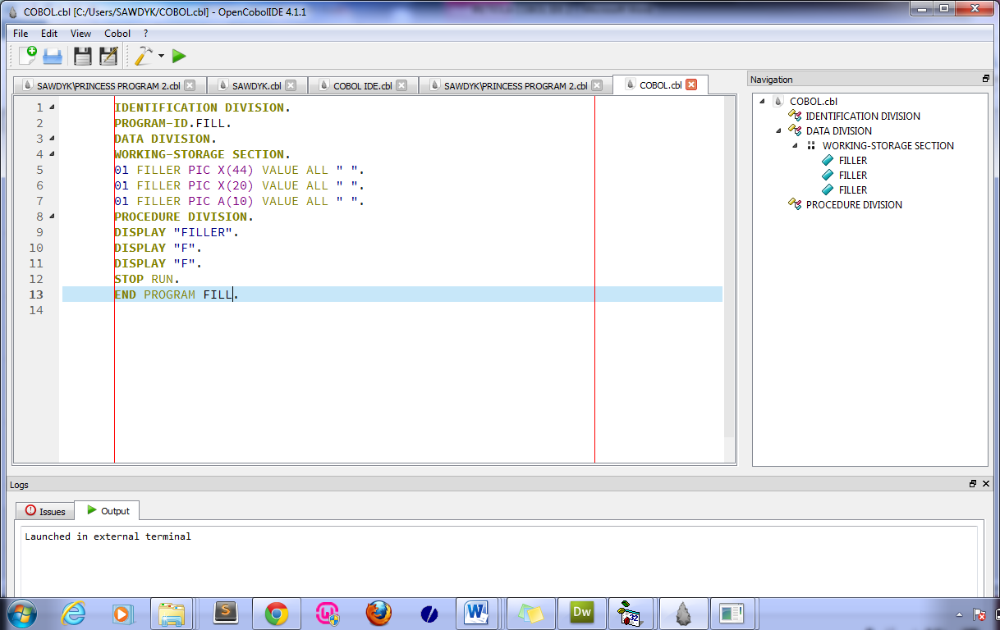 COBOL.cbl [C:/Users/SAWDYK/COBOL.cbl] - OpenCobolIDE 4.1.1
File Edit View Cobol ?
SAWDYK\PRINCESS PROGRAM 2.cbl SAWDYK.cbl COBOL IDE.cbl SAWDYK\PRINCESS PROGRAM 2.cbl COBOL.cbl
1 IDENTIFICATION DIVISION.
2 PROGRAM-ID.FILL.
3 DATA DIVISION.
4 WORKING-STORAGE SECTION.
5 01 FILLER PIC X(44) VALUE ALL " ".
6 01 FILLER PIC X(20) VALUE ALL " ".
7 01 FILLER PIC A(10) VALUE ALL " ".
8 PROCEDURE DIVISION.
9 DISPLAY "FILLER".
10 DISPLAY "F".
11 DISPLAY "F".
12 STOP RUN.
13 END PROGRAM FILL.
14
Navigation
COBOL.cbl
IDENTIFICATION DIVISION
DATA DIVISION
WORKING-STORAGE SECTION
FILLER
FILLER
FILLER
PROCEDURE DIVISION
Logs
Issues Output
Launched in external terminal
S W Dw 32